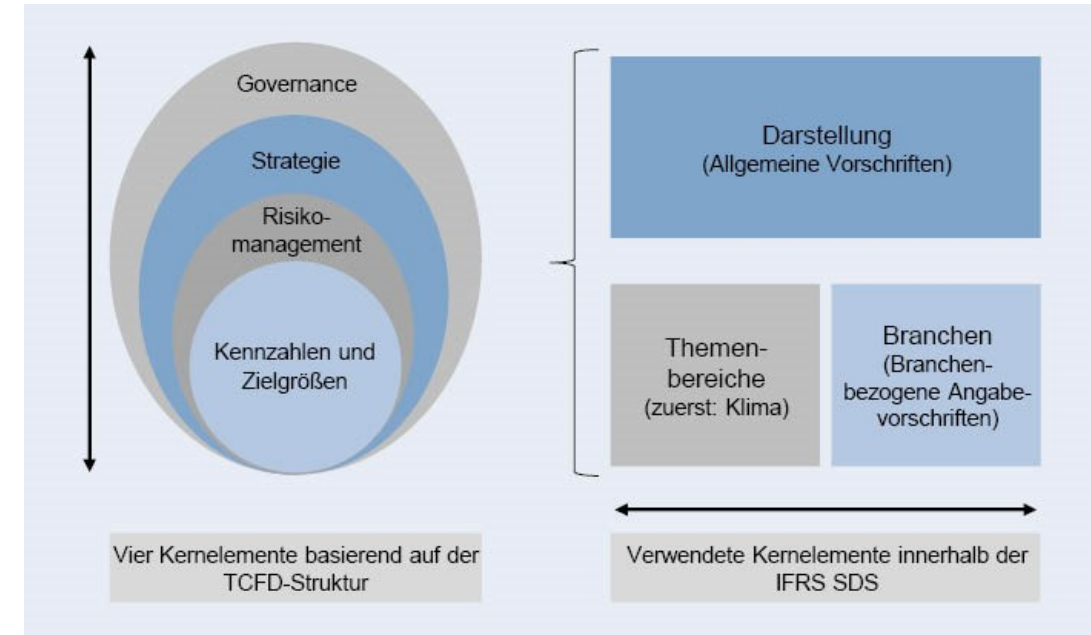 Governance
Strategie
Risiko-
management
Kennzahlen und
Zielgrößen
Vier Kernelemente basierend auf der
TCFD-Struktur
Darstellung
(Allgemeine Vorschriften)
Themen-
bereiche
(zuerst: Klima)
Branchen
(Branchen-
bezogene Angabe-
vorschriften)
Verwendete Kernelemente innerhalb der
IFRS SDS